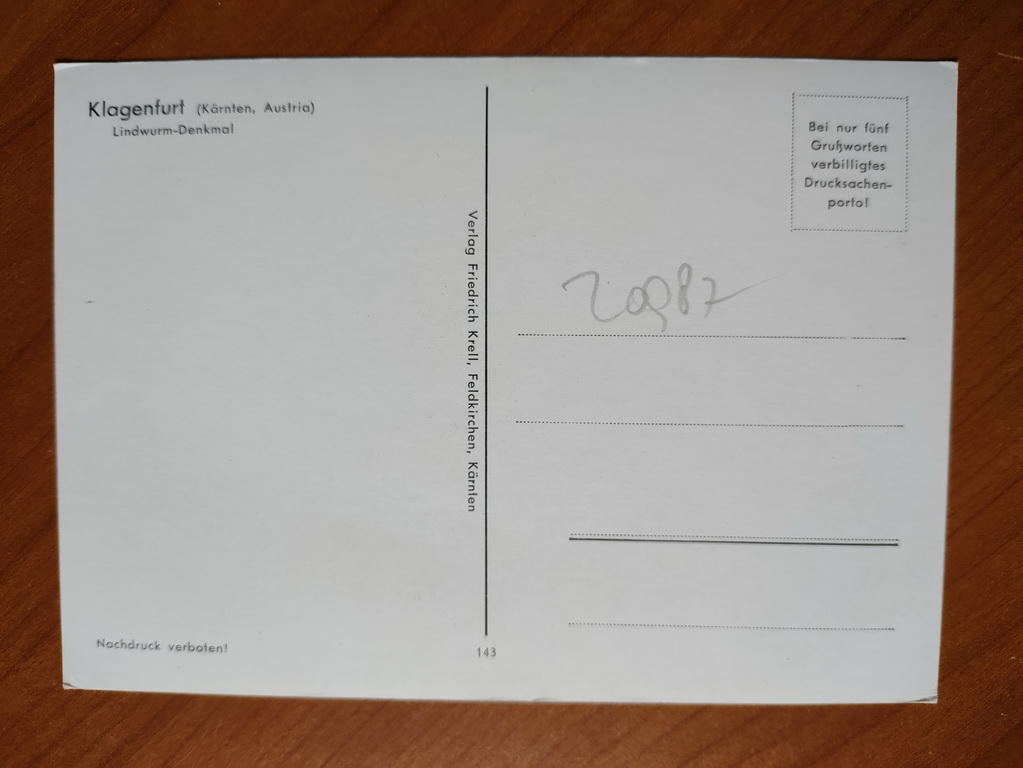 Klagenfurt (Kärnten, Austria)
Lindwurm-Denkmal
Bei nur fünf
Grußworten
verbilligtes
Drucksachen-
porto!
Verlag Friedrich Krell, Feldkirchen, Kärnten
Nachdruck verboten!
143